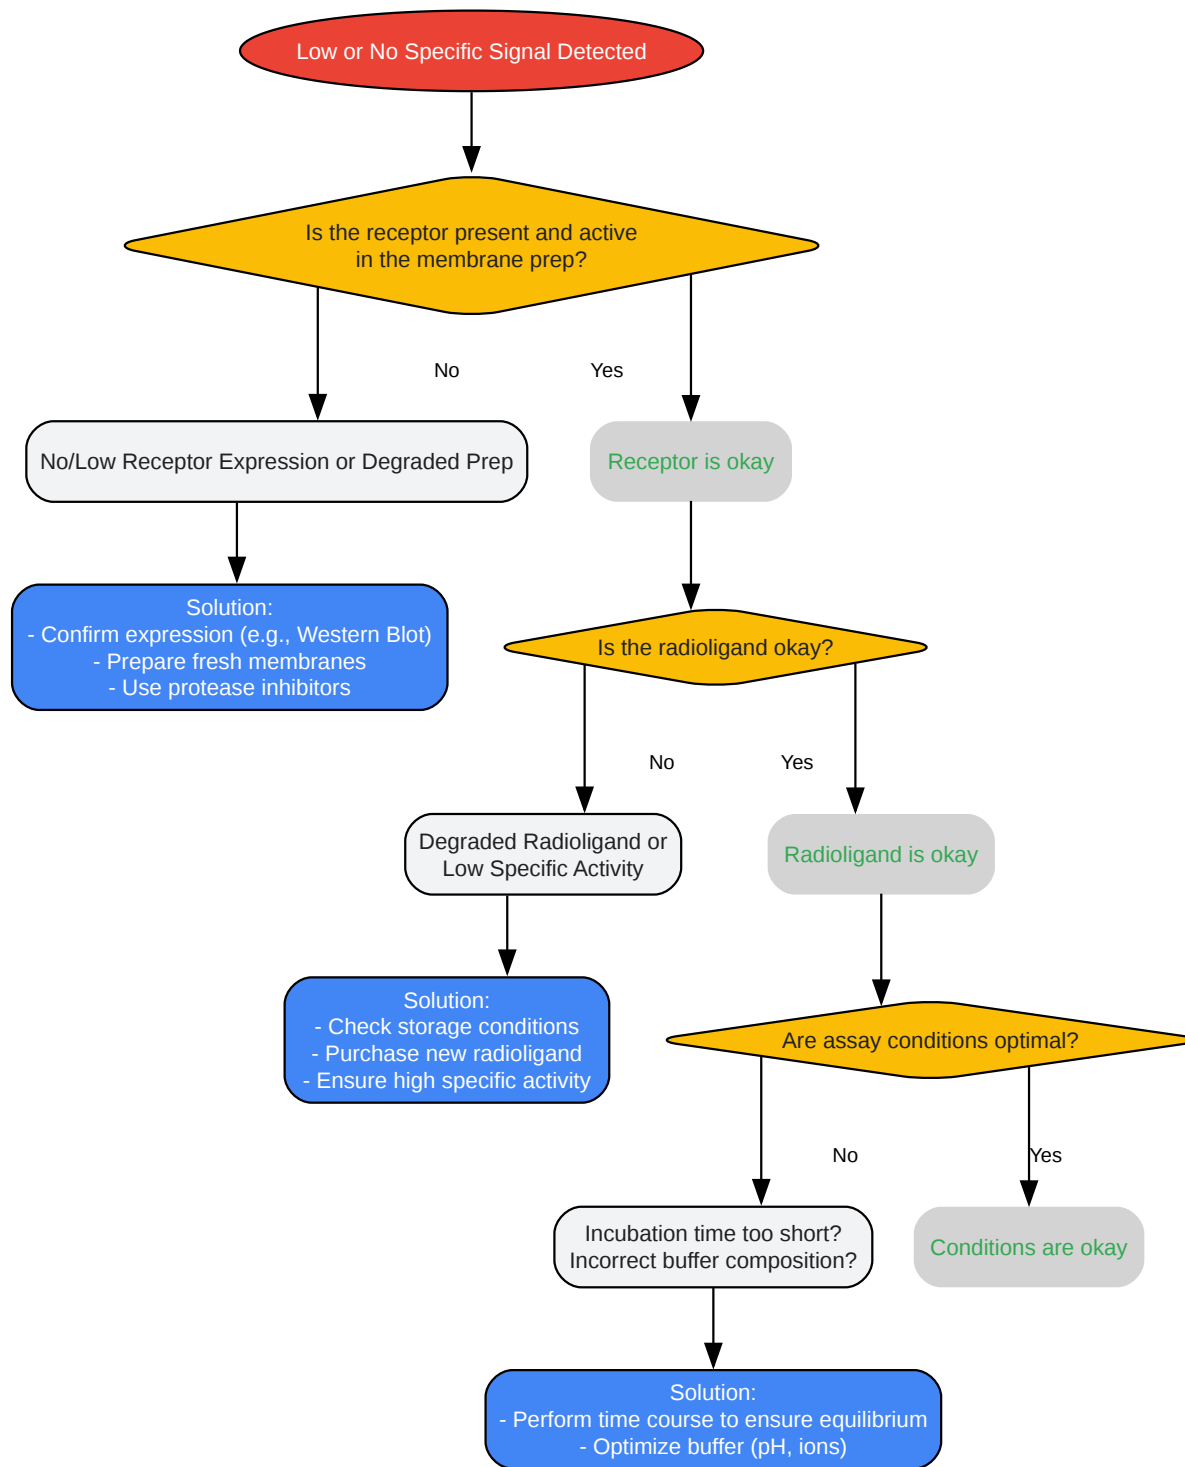 Low or No Specific Signal Detected
Is the receptor present and active
in the membrane prep?
No
Yes
No/Low Receptor Expression or Degraded Prep
Receptor is okay
Solution:
- Confirm expression (e.g., Western Blot)
- Prepare fresh membranes
- Use protease inhibitors
Is the radioligand okay?
No
Yes
Degraded Radioligand or
Low Specific Activity
Radioligand is okay
Solution:
- Check storage conditions
- Purchase new radioligand
- Ensure high specific activity
Are assay conditions optimal?
No
Yes
Incubation time too short?
Incorrect buffer composition?
Conditions are okay
Solution:
- Perform time course to ensure equilibrium
- Optimize buffer (pH, ions)